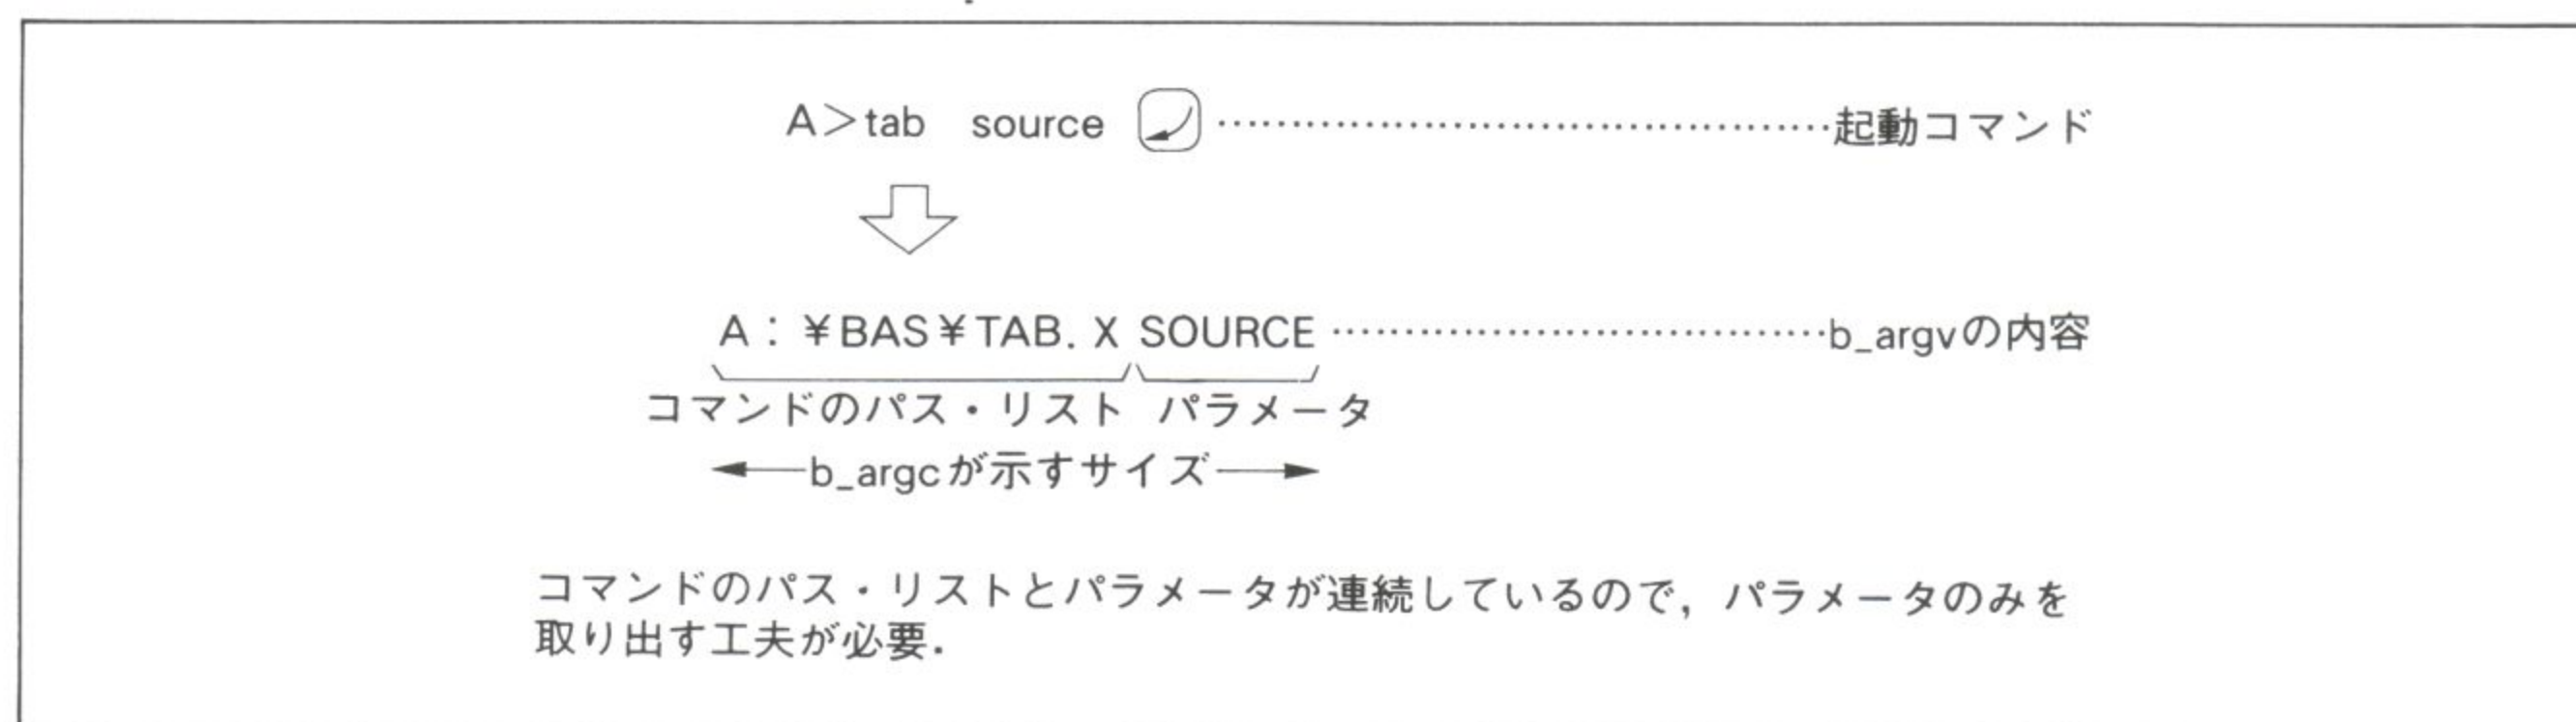 A>tab source ……………………………………起動コマンド
A：¥BAS¥TAB. X SOURCE ……………………………b_argvの内容
コマンドのパス・リスト パラメータ
b_argcが示すサイズ
コマンドのパス・リストとパラメータが連続しているので，パラメータのみを
取り出す工夫が必要．